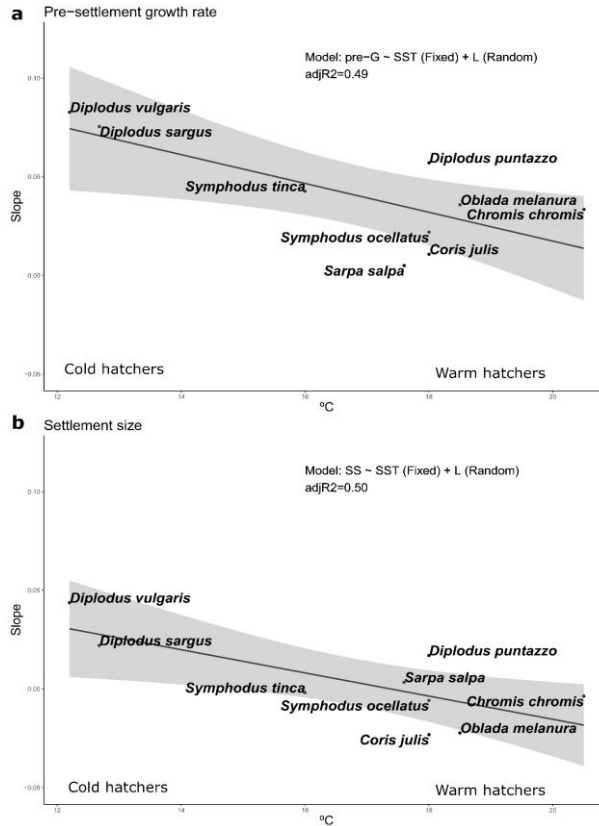 a Pre-settlement growth rate
Model: pre-G ~ SST (Fixed) + L (Random)
adjR2=0.49
0.10
Diplodus vulgaris
Diplodus sargus
Diplodus puntazzo
0.05
Symphodus tinca
Oblada melanura
Chromis chromis
Slope
Symphodus ocellatus
Coris julis
0.00
Sarpa salpa
Cold hatchers
Warm hatchers
−0.05
12 14 16 18 20
ºC
b Settlement size
Model: SS ~ SST (Fixed) + L (Random)
adjR2=0.50
0.10
0.05
Diplodus vulgaris
Slope
Diplodus sargus
Diplodus puntazzo
Sarpa salpa
Symphodus tinca
0.00
Symphodus ocellatus
Chromis chromis
Oblada melanura
Coris julis
Cold hatchers
Warm hatchers
−0.05
12 14 16 18 20
ºC